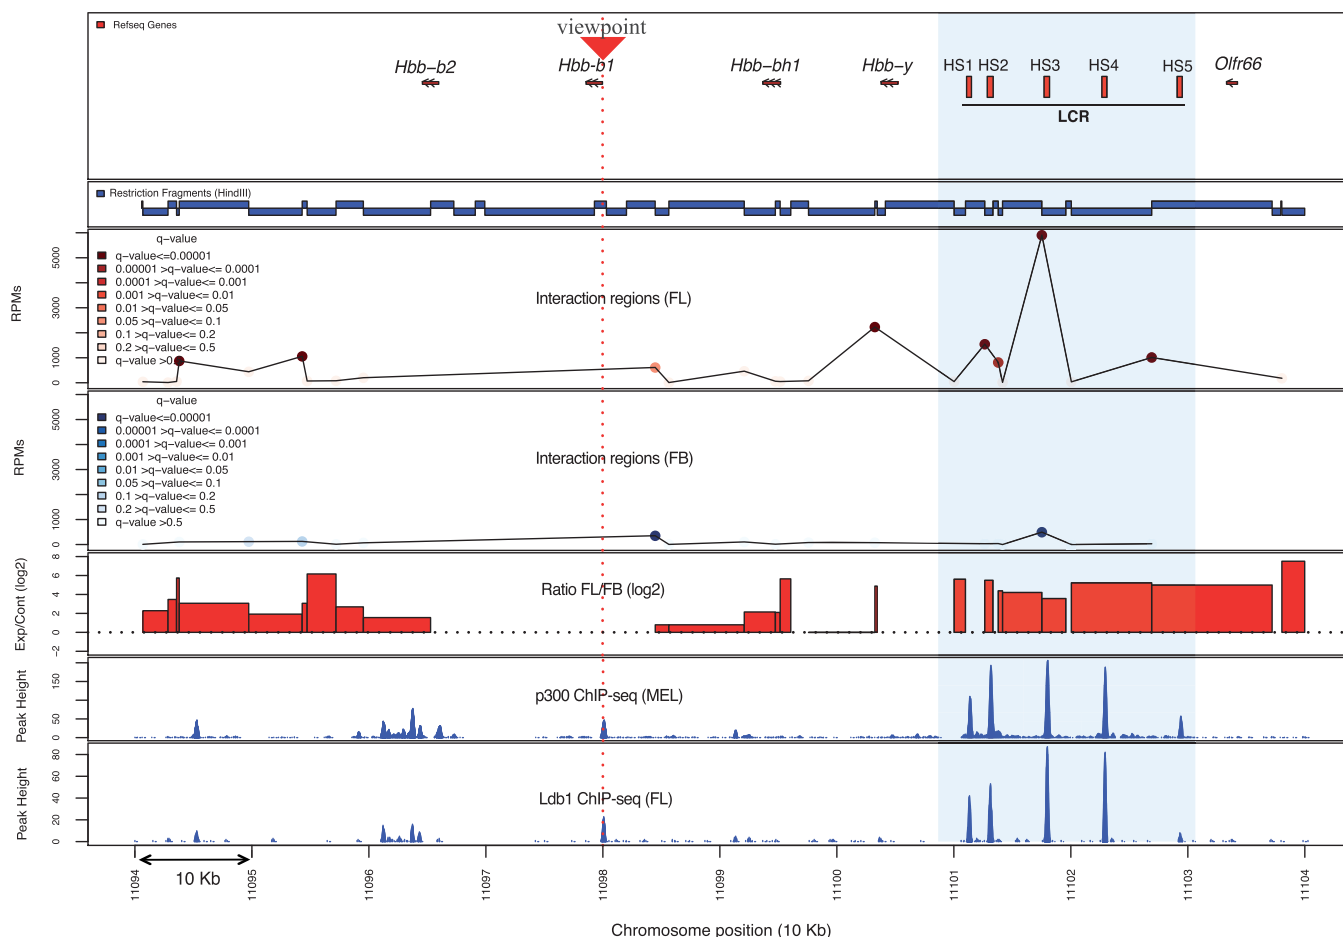 Refseq Genes
viewpoint
Hbb−b2
Hbb−b1
Hbb−bh1
Hbb−y
HS1 HS2 HS3 HS4 HS5
Olfr66
LCR
Restriction Fragments (HindIII)
q−value
q−value<=0.00001
0.00001 >q−value<= 0.0001
0.0001 >q−value<= 0.001
0.001 >q−value<= 0.01
0.01 >q−value<= 0.05
0.05 >q−value<= 0.1
0.1 >q−value<= 0.2
0.2 >q−value<= 0.5
q−value >0
Interaction regions (FL)
RPMs
5000
3000
1000
0
q−value
q−value<=0.00001
0.00001 >q−value<= 0.0001
0.0001 >q−value<= 0.001
0.001 >q−value<= 0.01
0.01 >q−value<= 0.05
0.05 >q−value<= 0.1
0.1 >q−value<= 0.2
0.2 >q−value<= 0.5
q−value >0.5
Interaction regions (FB)
RPMs
5000
3000
1000
0
Ratio FL/FB (log2)
Exp/Cont (log2)
8
6
4
2
0
−2
p300 ChIP-seq (MEL)
Peak Height
150
50
0
Ldb1 ChIP-seq (FL)
Peak Height
80
60
40
20
0
10 Kb
11094
11095
11096
11097
11098
11099
11100
11101
11102
11103
11104
Chromosome position (10 Kb)